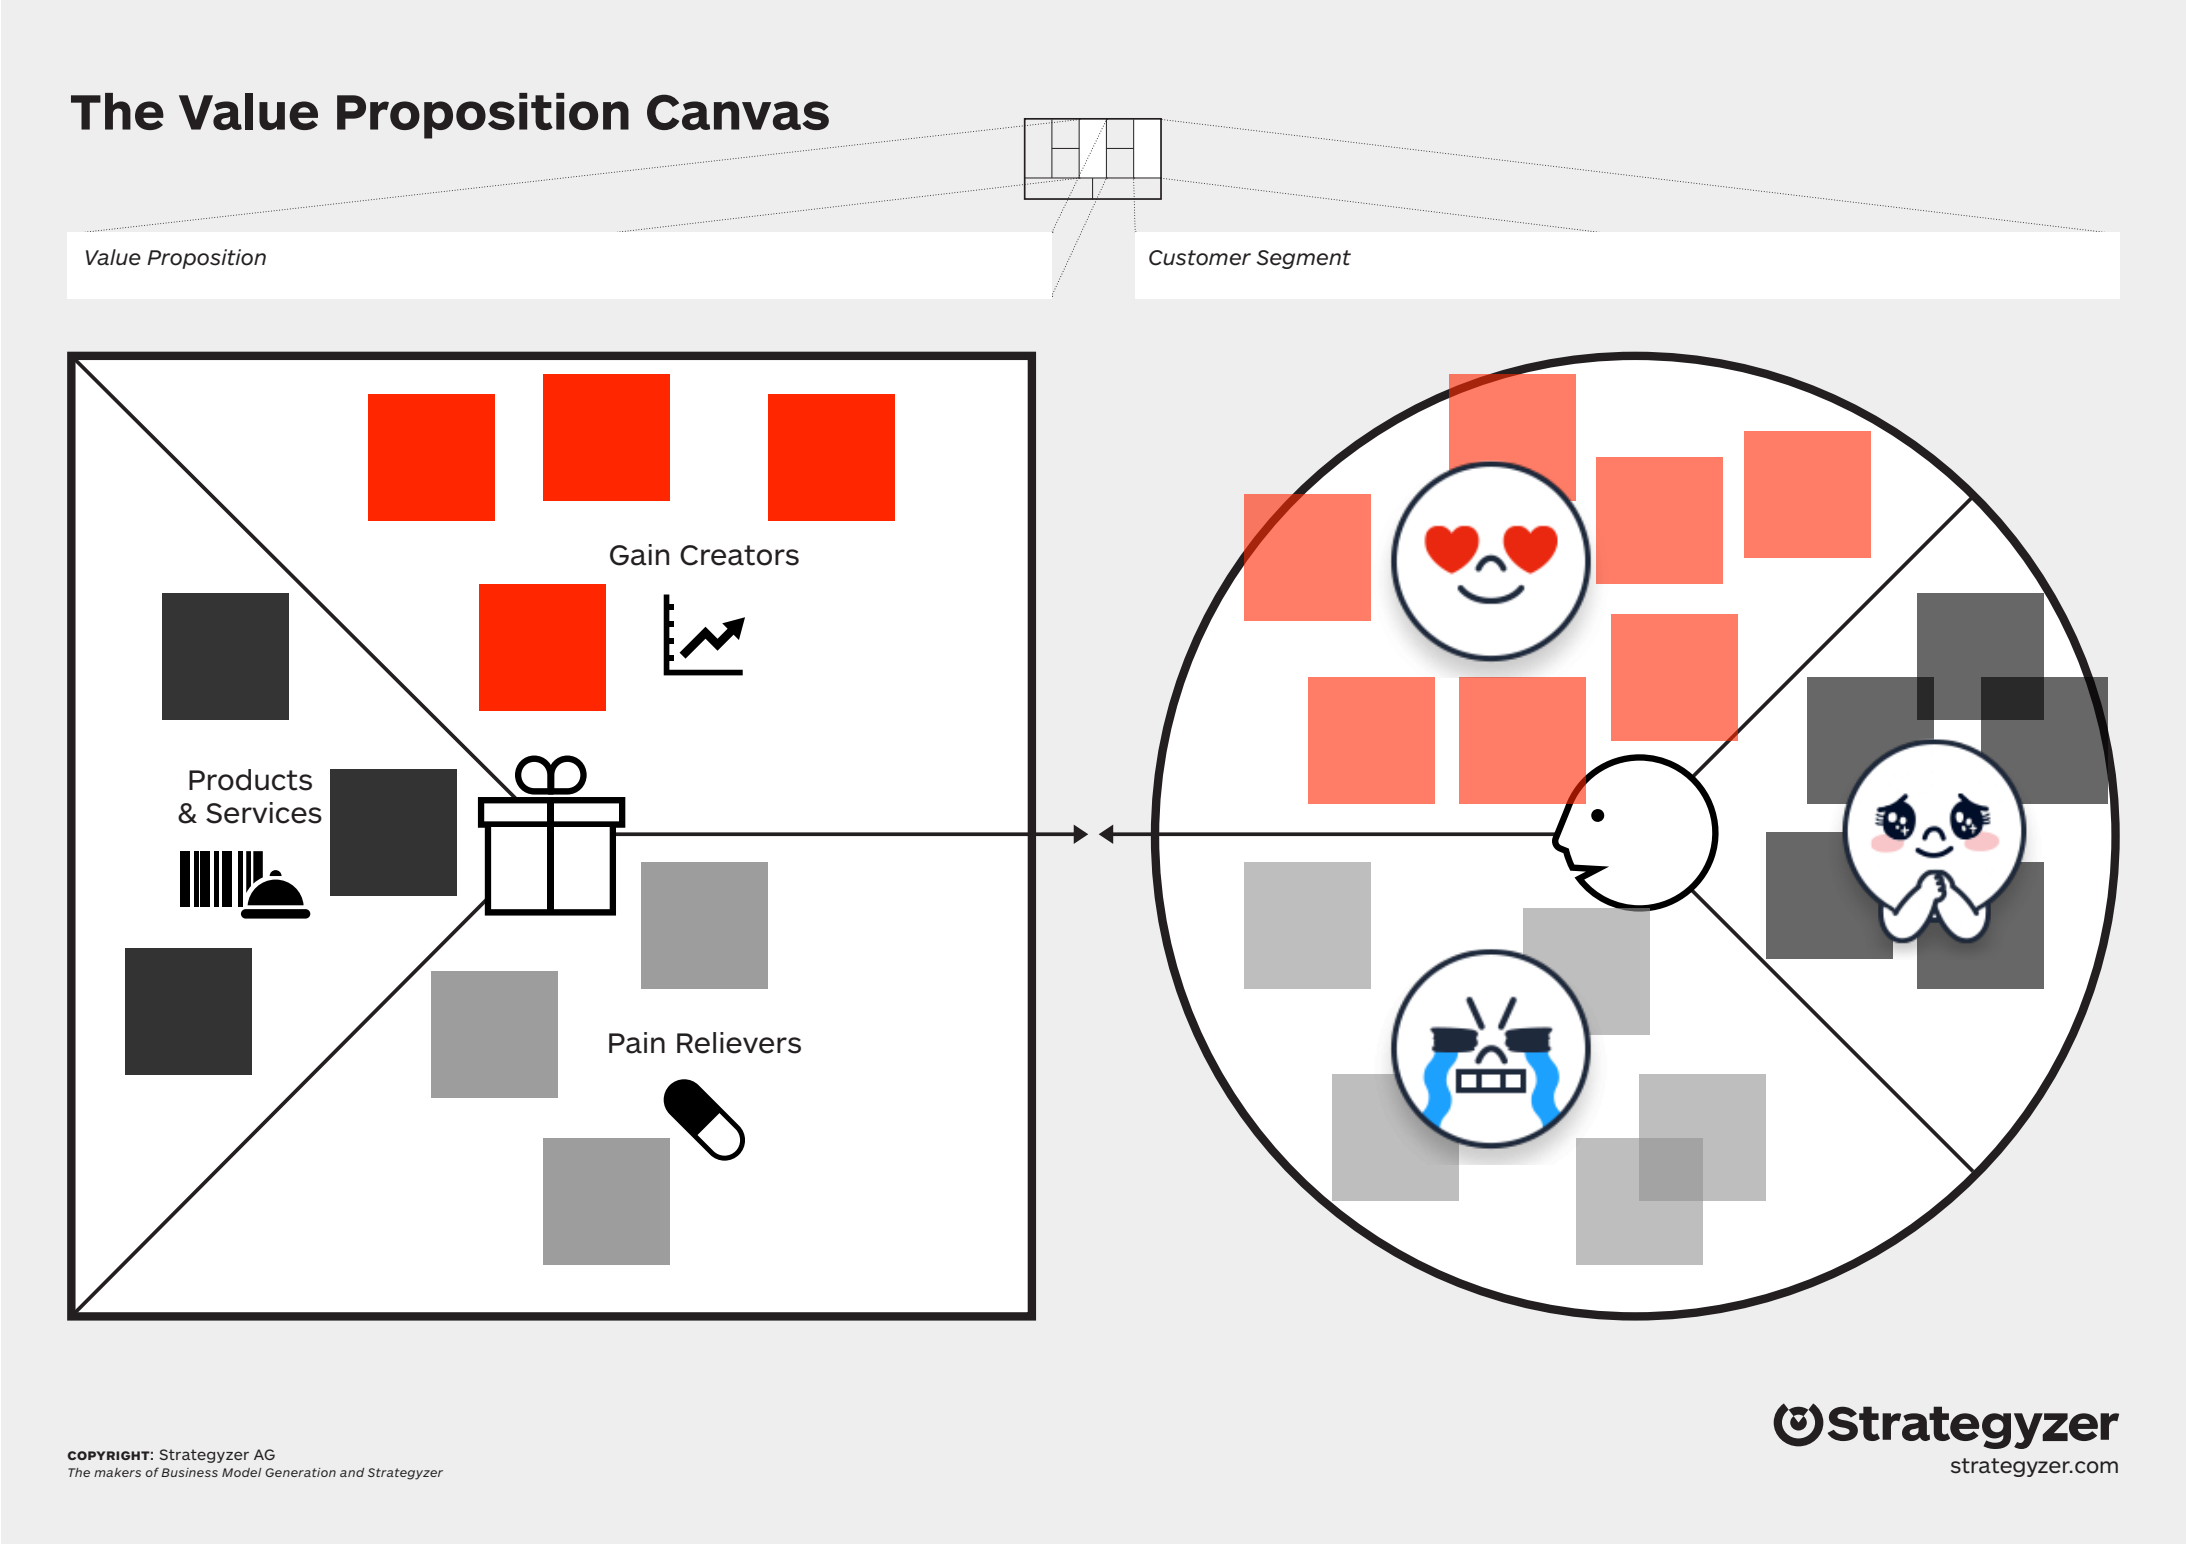 The Value Proposition Canvas
Value Proposition
Customer Segment
Gain Creators
Products
& Services
Pain Relievers
COPYRIGHT: Strategyzer AG
The makers of Business Model Generation and Strategyzer
Strategyzer
strategyzer.com